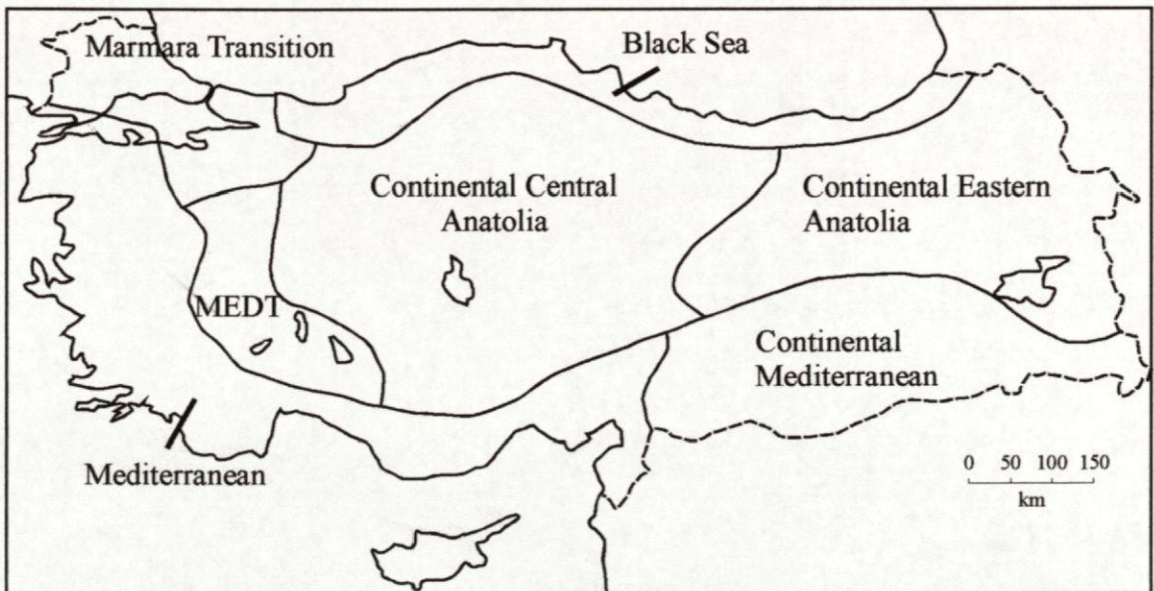 Marmara Transition
Black Sea
Continental Central
Anatolia
Continental Eastern
Anatolia
MEDT
Continental
Mediterranean
Mediterranean
0 50 100 150
km